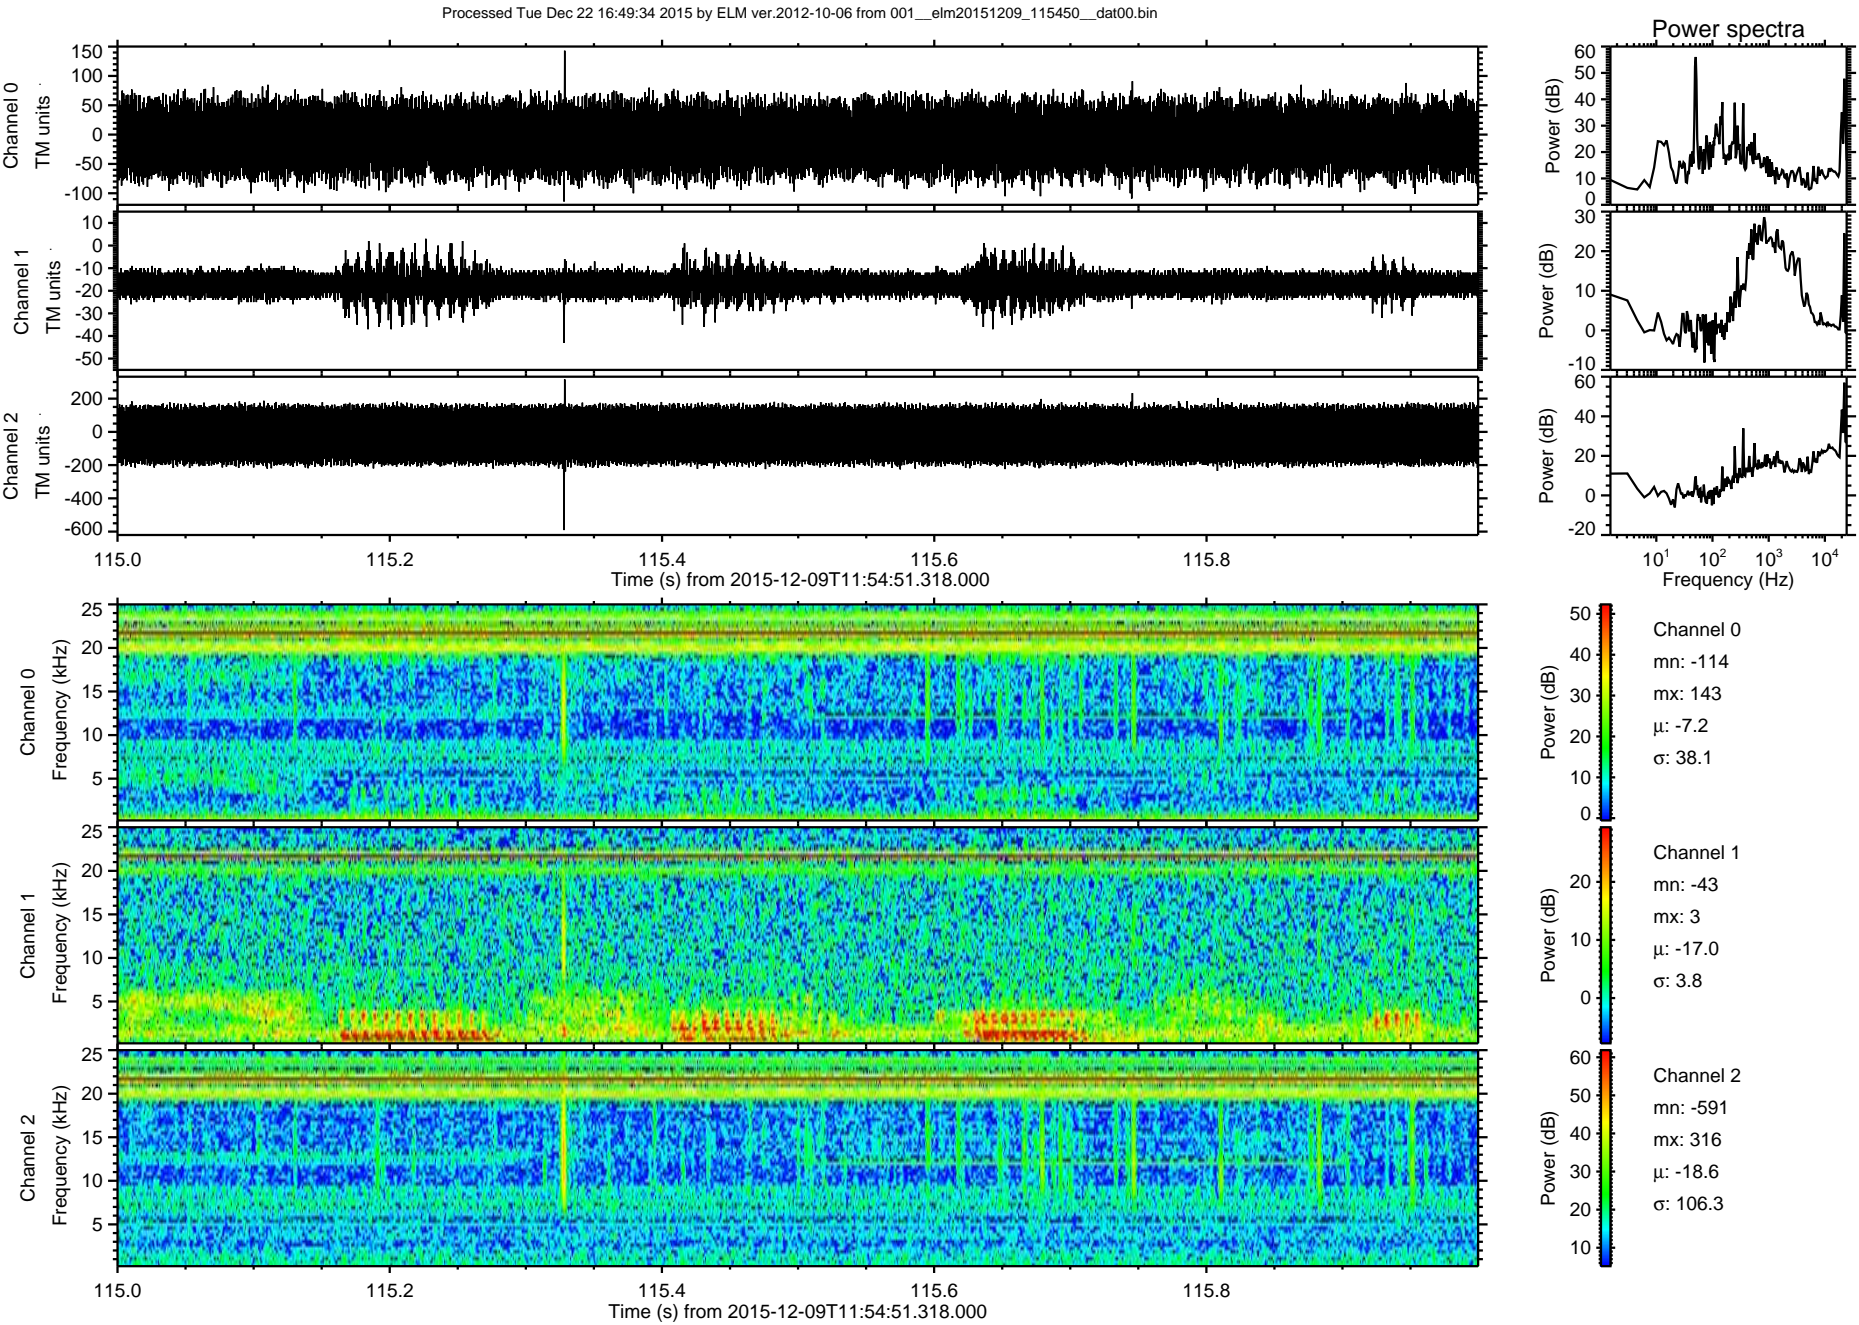 Processed Tue Dec 22 16:49:34 2015 by ELM ver.2012-10-06 from 001__elm20151209_115450__dat00.bin
Power spectra
Channel 0
TM units
150
100
50
0
-50
-100
Power (dB)
60
50
40
30
20
10
0
Channel 1
TM units
10
0
-10
-20
-30
-40
-50
Power (dB)
30
20
10
0
-10
Channel 2
TM units
200
0
-200
-400
-600
Power (dB)
60
40
20
0
-20
115.0 115.2 115.4 115.6 115.8
Time (s) from 2015-12-09T11:54:51.318.000
10¹ 10² 10³ 10⁴
Frequency (Hz)
Channel 0
Frequency (kHz)
25
20
15
10
5
Power (dB)
50
40
30
20
10
0
Channel 0
mn: -114
mx: 143
µ: -7.2
σ: 38.1
Channel 1
Frequency (kHz)
25
20
15
10
5
Power (dB)
20
10
0
Channel 1
mn: -43
mx: 3
µ: -17.0
σ: 3.8
Channel 2
Frequency (kHz)
25
20
15
10
5
Power (dB)
60
50
40
30
20
10
Channel 2
mn: -591
mx: 316
µ: -18.6
σ: 106.3
115.0 115.2 115.4 115.6 115.8
Time (s) from 2015-12-09T11:54:51.318.000